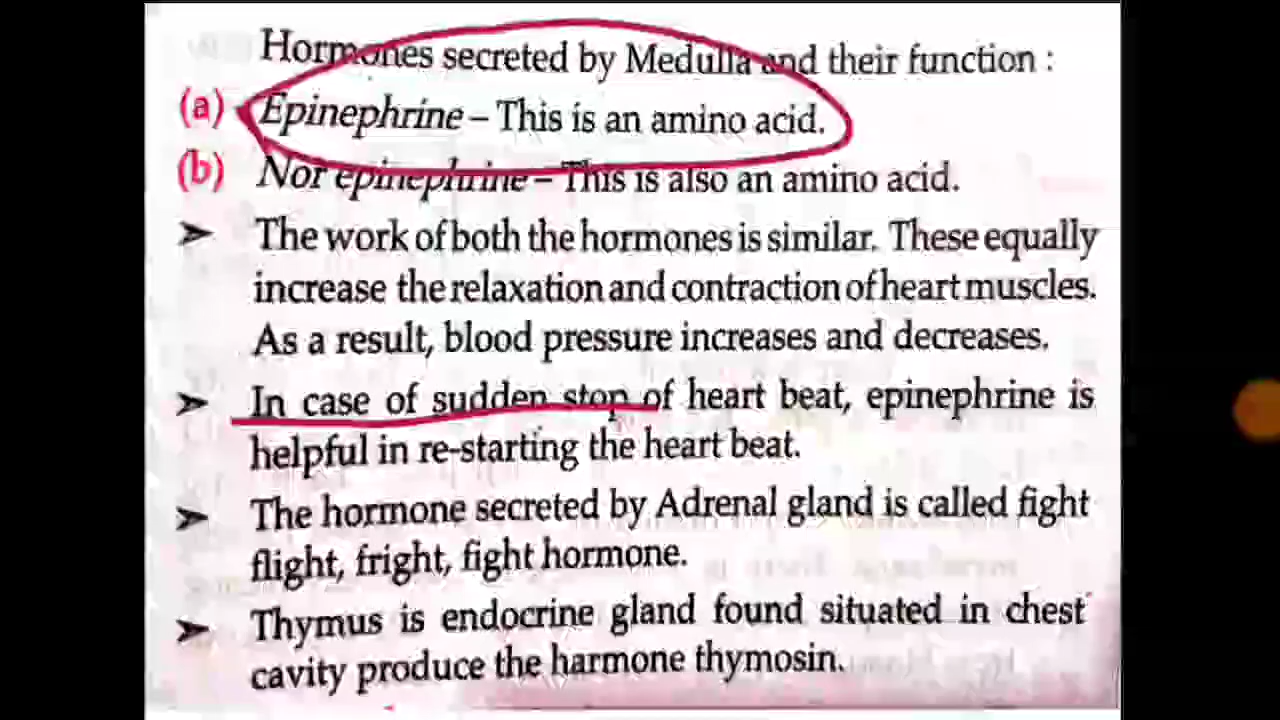 Hormones secreted by Medulla and their function :
(a) Epinephrine – This is an amino acid.
(b) Nor epinephrine – This is also an amino acid.
➤ The work of both the hormones is similar. These equally
increase the relaxation and contraction of heart muscles.
As a result, blood pressure increases and decreases.
➤ In case of sudden stop of heart beat, epinephrine is
helpful in re-starting the heart beat.
➤ The hormone secreted by Adrenal gland is called fight
flight, fright, fight hormone.
➤ Thymus is endocrine gland found situated in chest
cavity produce the harmone thymosin.